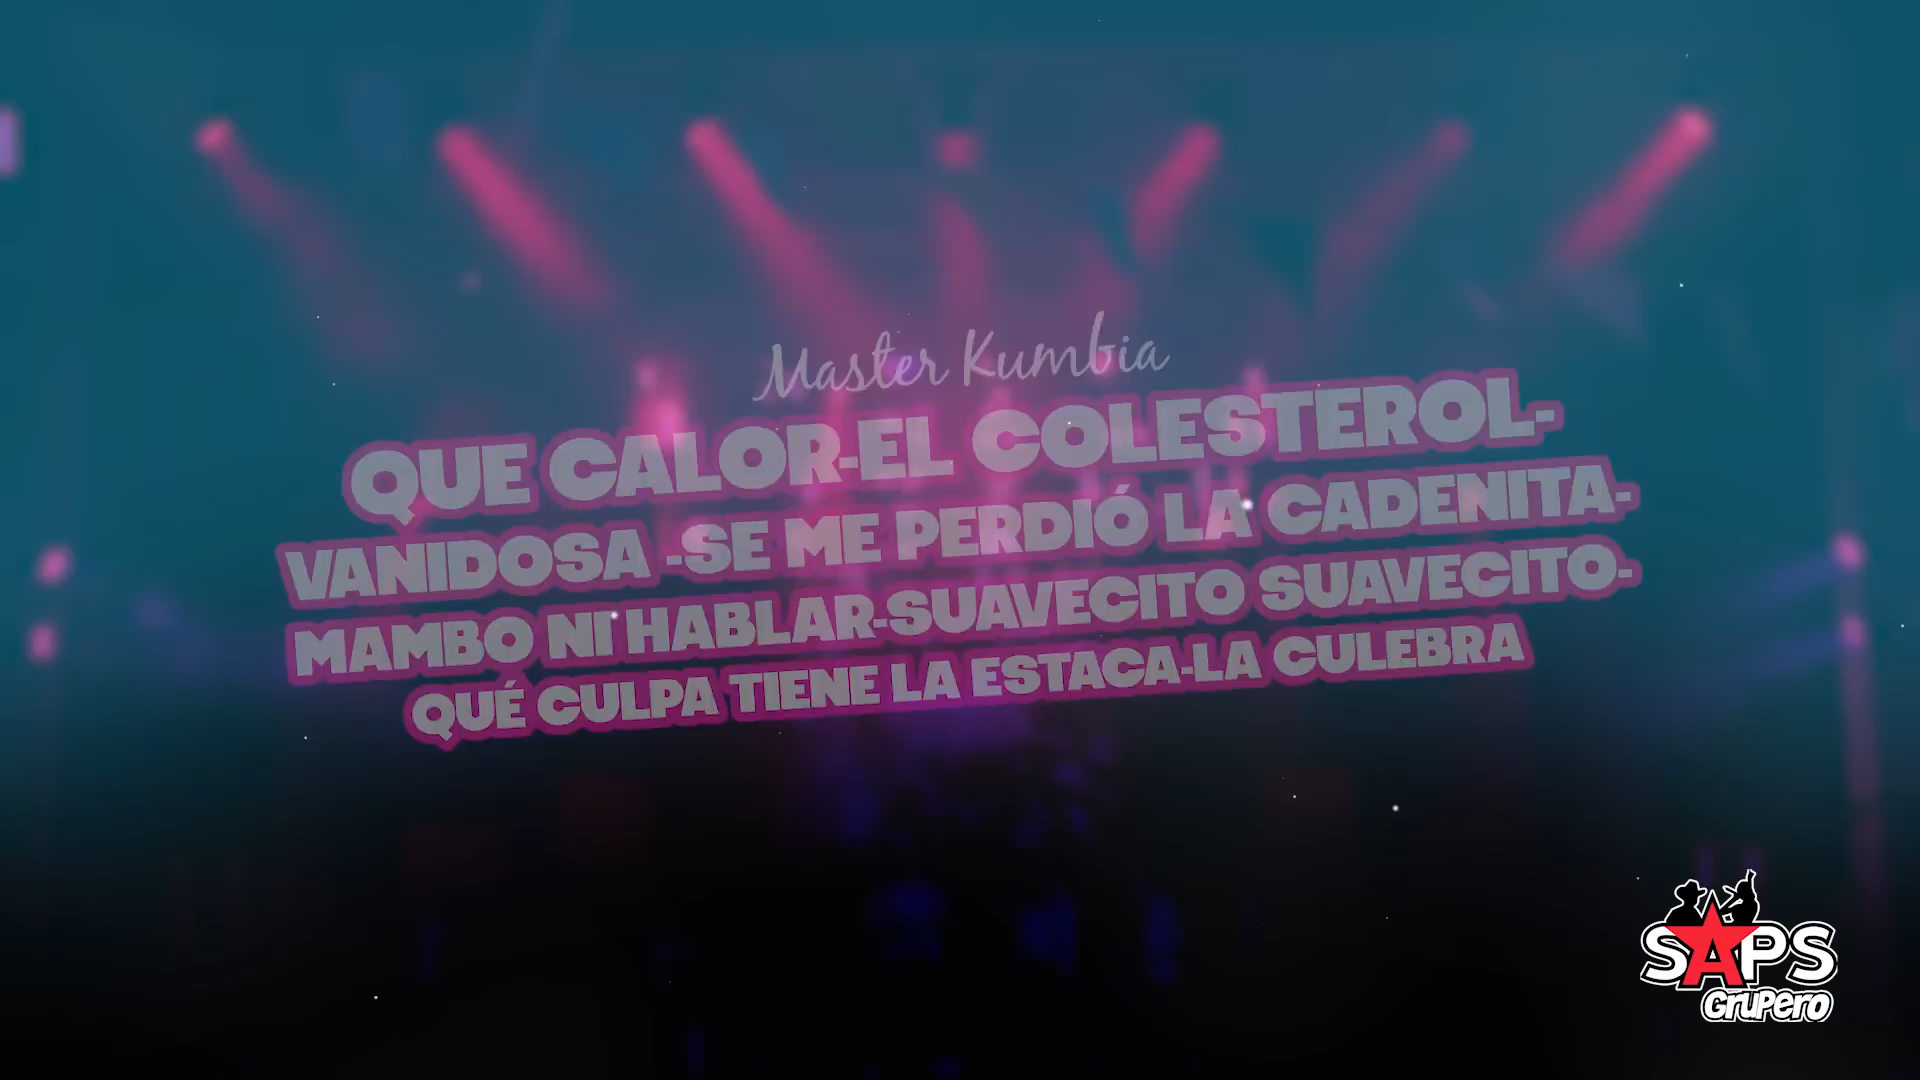 Master Kumbia
QUE CALOR-EL COLESTEROL-
VANIDOSA -SE ME PERDIÓ LA CADENITA-
MAMBO NI HABLAR-SUAVECITO SUAVECITO-
QUÉ CULPA TIENE LA ESTACA-LA CULEBRA
SAPS
GruPero